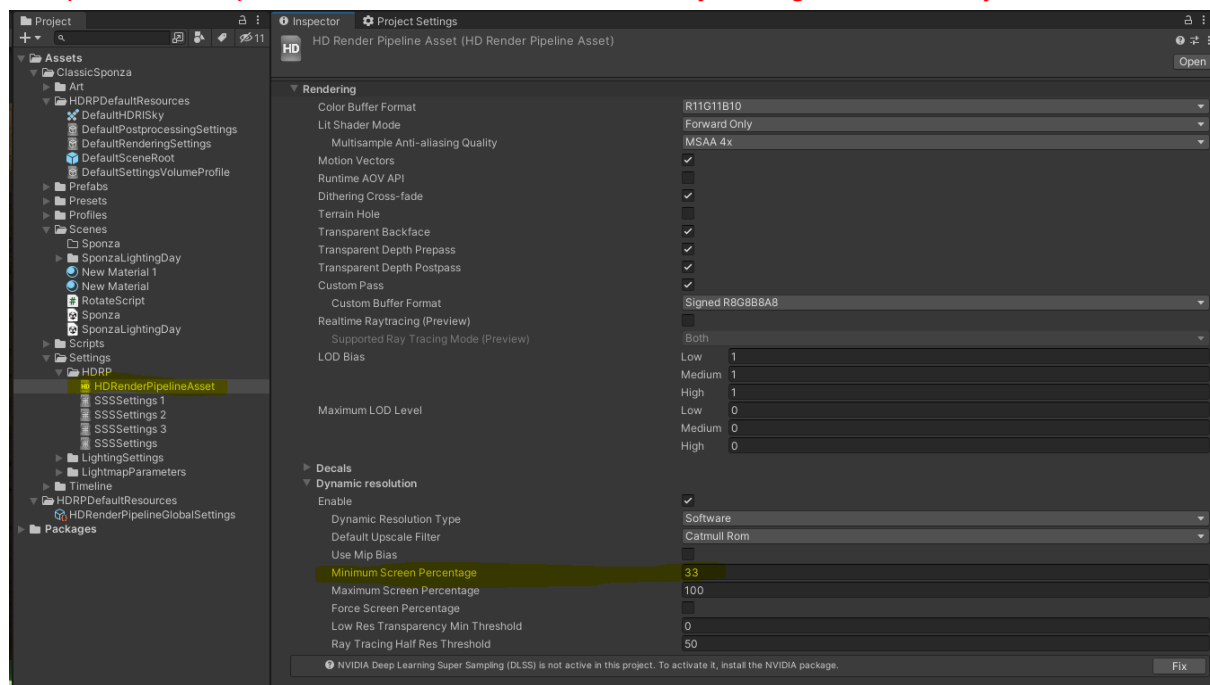 Project
Inspector Project Settings
11
HD Render Pipeline Asset (HD Render Pipeline Asset)
HD
Open
Assets
ClassicSponza
Art
HDRPDefaultResources
DefaultHDRISky
DefaultPostprocessingSettings
DefaultRenderingSettings
DefaultSceneRoot
DefaultSettingsVolumeProfile
Prefabs
Presets
Profiles
Scenes
Sponza
SponzaLightingDay
New Material 1
New Material
RotateScript
Sponza
SponzaLightingDay
Scripts
Settings
HDRP
HDRenderPipelineAsset
SSSSettings 1
SSSSettings 2
SSSSettings 3
SSSSettings
LightingSettings
LightmapParameters
Timeline
HDRPDefaultResources
HDRenderPipelineGlobalSettings
Packages
Rendering
Color Buffer Format R11G11B10
Lit Shader Mode Forward Only
Multisample Anti-aliasing Quality MSAA 4x
Motion Vectors
Runtime AOV API
Dithering Cross-fade
Terrain Hole
Transparent Backface
Transparent Depth Prepass
Transparent Depth Postpass
Custom Pass
Custom Buffer Format Signed R8G8B8A8
Realtime Raytracing (Preview)
Supported Ray Tracing Mode (Preview) Both
LOD Bias Low 1
Medium 1
High 1
Maximum LOD Level Low 0
Medium 0
High 0
Decals
Dynamic resolution
Enable
Dynamic Resolution Type Software
Default Upscale Filter Catmull Rom
Use Mip Bias
Minimum Screen Percentage 33
Maximum Screen Percentage 100
Force Screen Percentage
Low Res Transparency Min Threshold 0
Ray Tracing Half Res Threshold 50
NVIDIA Deep Learning Super Sampling (DLSS) is not active in this project. To activate it, install the NVIDIA package. Fix